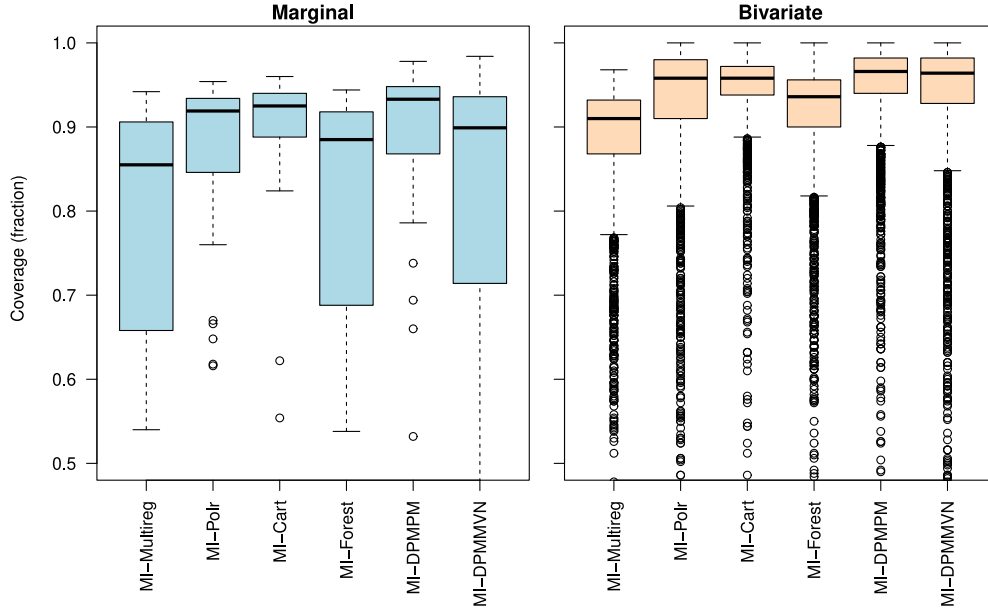 Marginal
Bivariate
Coverage (fraction)
1.0
0.9
0.8
0.7
0.6
0.5
MI−Multireg
MI−Polr
MI−Cart
MI−Forest
MI−DPMPM
MI−DPMMVN
MI−Multireg
MI−Polr
MI−Cart
MI−Forest
MI−DPMPM
MI−DPMMVN